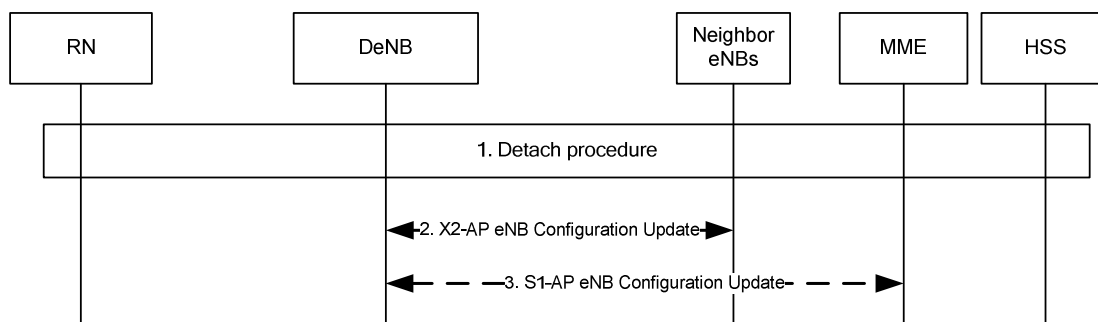 RN
DeNB
Neighbor
eNBs
MME
HSS
1. Detach procedure
2. X2-AP eNB Configuration Update
3. S1-AP eNB Configuration Update